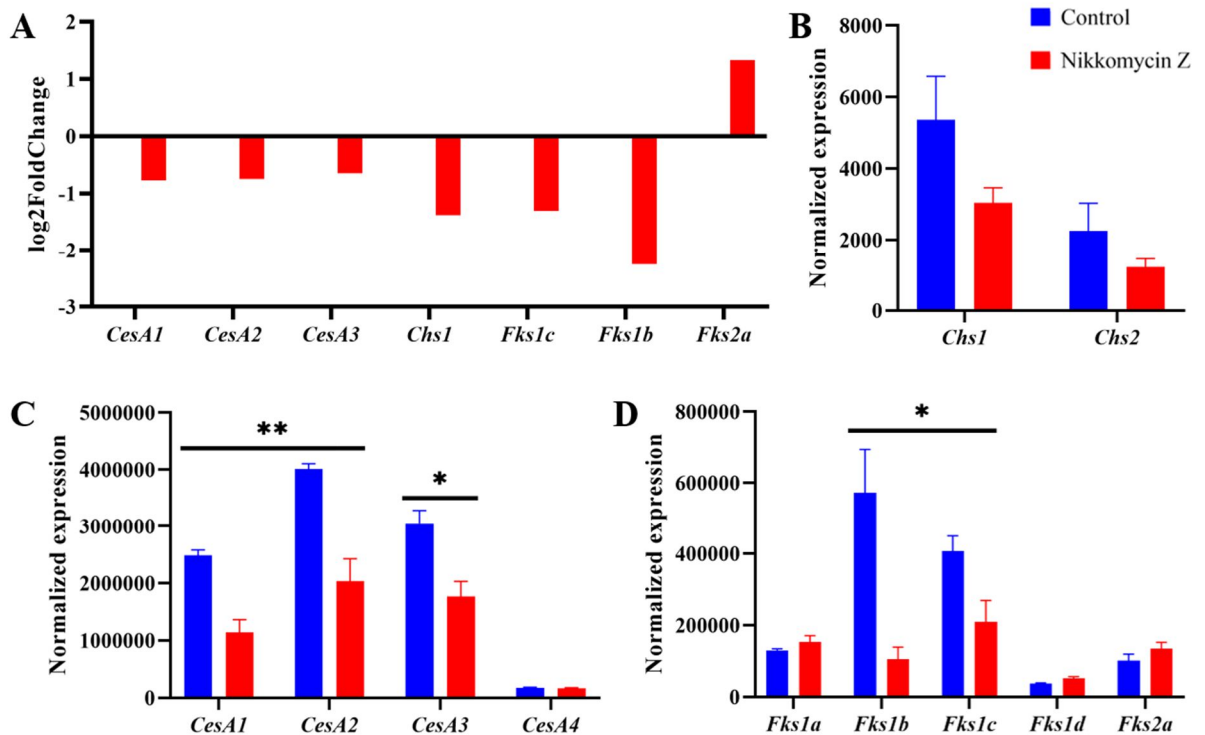 A
log2FoldChange
2
1
0
-1
-2
-3
CesA1 CesA2 CesA3 Chs1 Fks1c Fks1b Fks2a
B
Control
Nikkomycin Z
Normalized expression
8000
6000
4000
2000
0
Chs1 Chs2
C
Normalized expression
5000000
4000000
3000000
2000000
1000000
0
**
*
CesA1 CesA2 CesA3 CesA4
D
Normalized expression
800000
600000
400000
200000
0
*
Fks1a Fks1b Fks1c Fks1d Fks2a